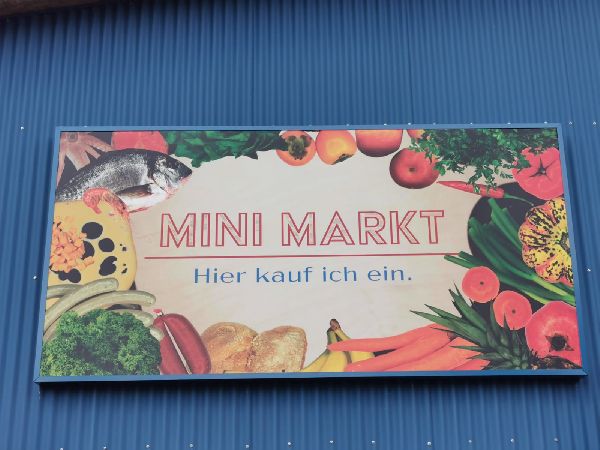 MINI MARKT
Hier kauf ich ein.